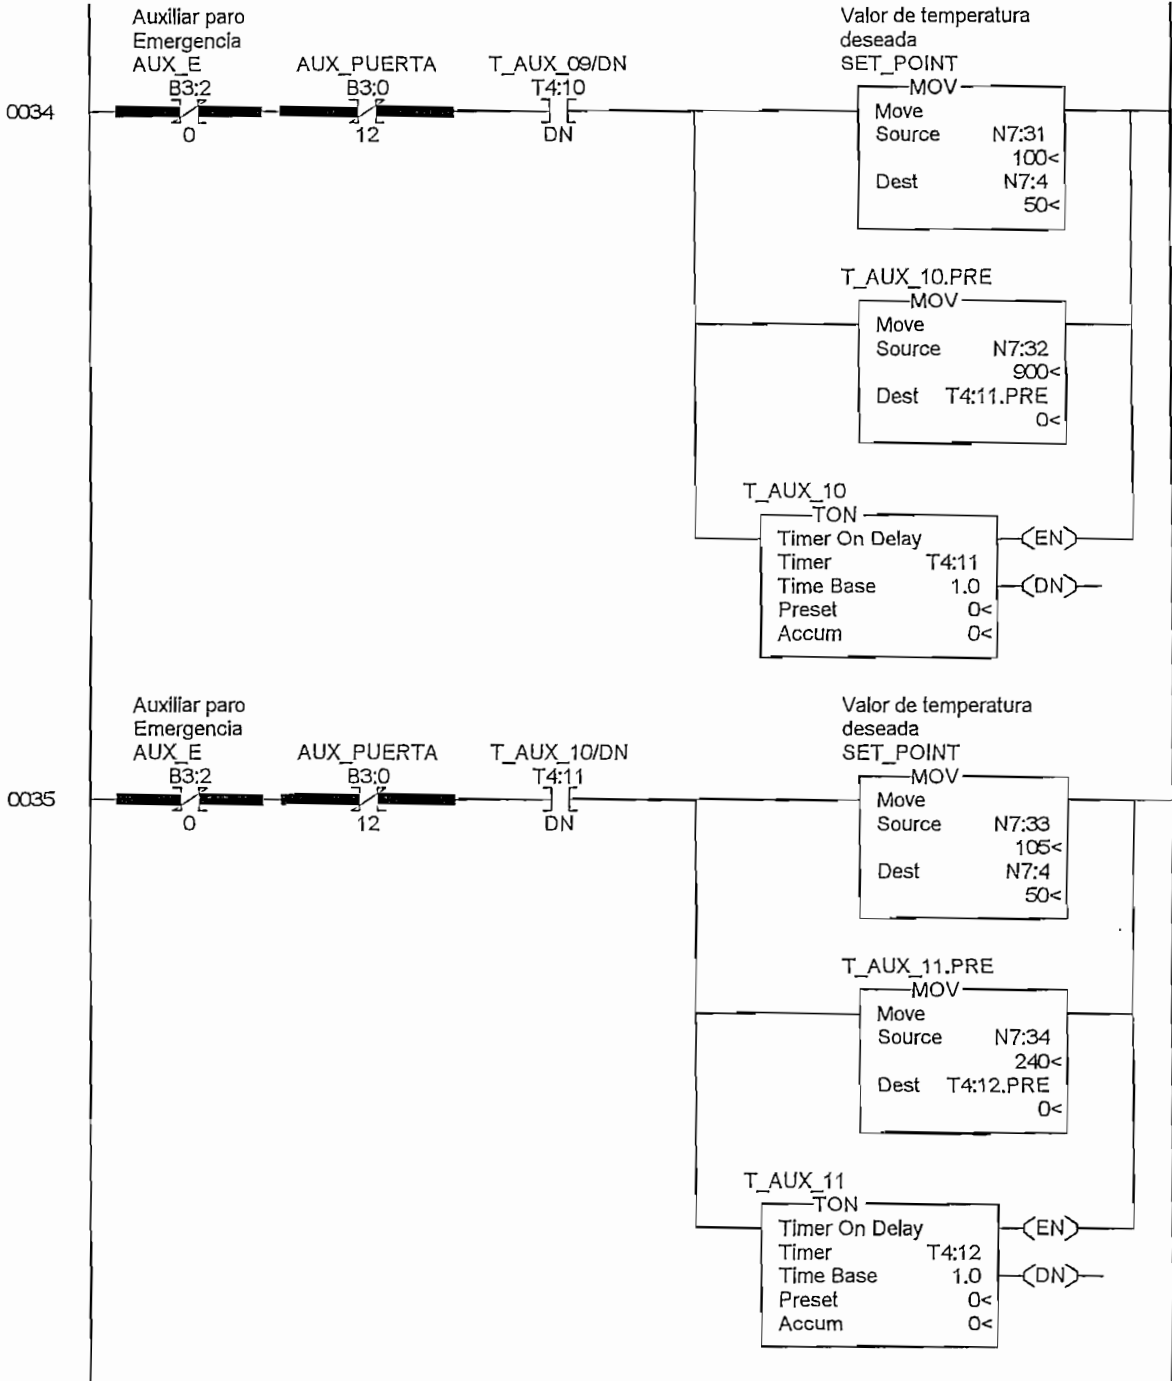 Auxiliar paro
Emergencia
AUX_E
B3:2
0
AUX_PUERTA
B3:0
12
T_AUX_09/DN
T4:10
DN
0034
Valor de temperatura
deseada
SET_POINT
MOV
Move
Source N7:31
100<
Dest N7:4
50<
T_AUX_10.PRE
MOV
Move
Source N7:32
900<
Dest T4:11.PRE
0<
T_AUX_10
TON
Timer On Delay
Timer T4:11
Time Base 1.0
Preset 0<
Accum 0<
EN
DN
Auxiliar paro
Emergencia
AUX_E
B3:2
0
AUX_PUERTA
B3:0
12
T_AUX_10/DN
T4:11
DN
0035
Valor de temperatura
deseada
SET_POINT
MOV
Move
Source N7:33
105<
Dest N7:4
50<
T_AUX_11.PRE
MOV
Move
Source N7:34
240<
Dest T4:12.PRE
0<
T_AUX_11
TON
Timer On Delay
Timer T4:12
Time Base 1.0
Preset 0<
Accum 0<
EN
DN